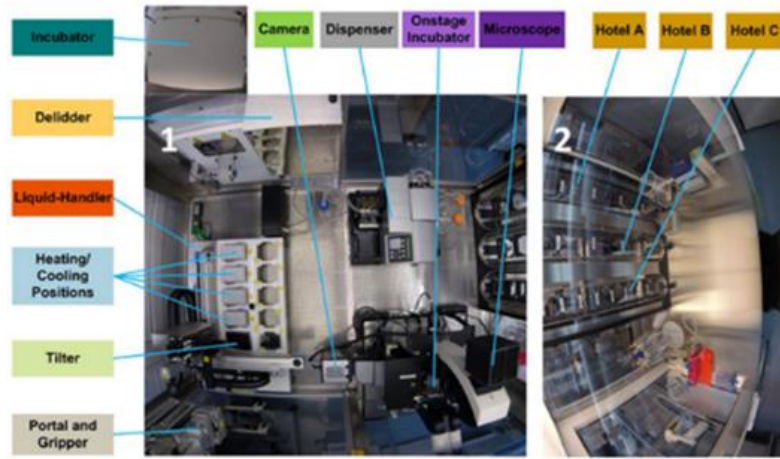 Incubator
Camera
Dispenser
Onstage
Incubator
Microscope
Hotel A
Hotel B
Hotel C
Delidder
1
2
Liquid-Handler
Heating/
Cooling
Positions
Tilter
Portal and
Gripper